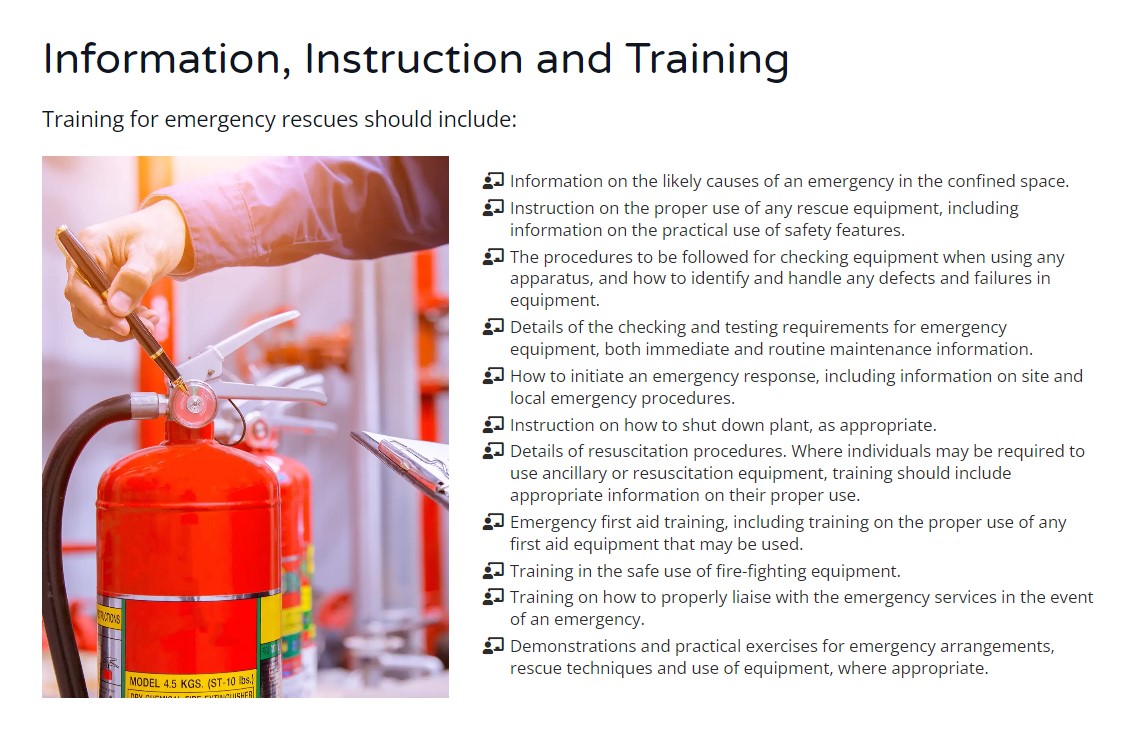 Information, Instruction and Training
Training for emergency rescues should include:
Information on the likely causes of an emergency in the confined space.
Instruction on the proper use of any rescue equipment, including
information on the practical use of safety features.
The procedures to be followed for checking equipment when using any
apparatus, and how to identify and handle any defects and failures in
equipment.
Details of the checking and testing requirements for emergency
equipment, both immediate and routine maintenance information.
How to initiate an emergency response, including information on site and
local emergency procedures.
Instruction on how to shut down plant, as appropriate.
Details of resuscitation procedures. Where individuals may be required to
use ancillary or resuscitation equipment, training should include
appropriate information on their proper use.
Emergency first aid training, including training on the proper use of any
first aid equipment that may be used.
Training in the safe use of fire-fighting equipment.
Training on how to properly liaise with the emergency services in the event
of an emergency.
Demonstrations and practical exercises for emergency arrangements,
rescue techniques and use of equipment, where appropriate.
MODEL 4.5 KGS. (ST-10 lbs.)
DRY CHEMICAL FIRE EXTINGUISHER